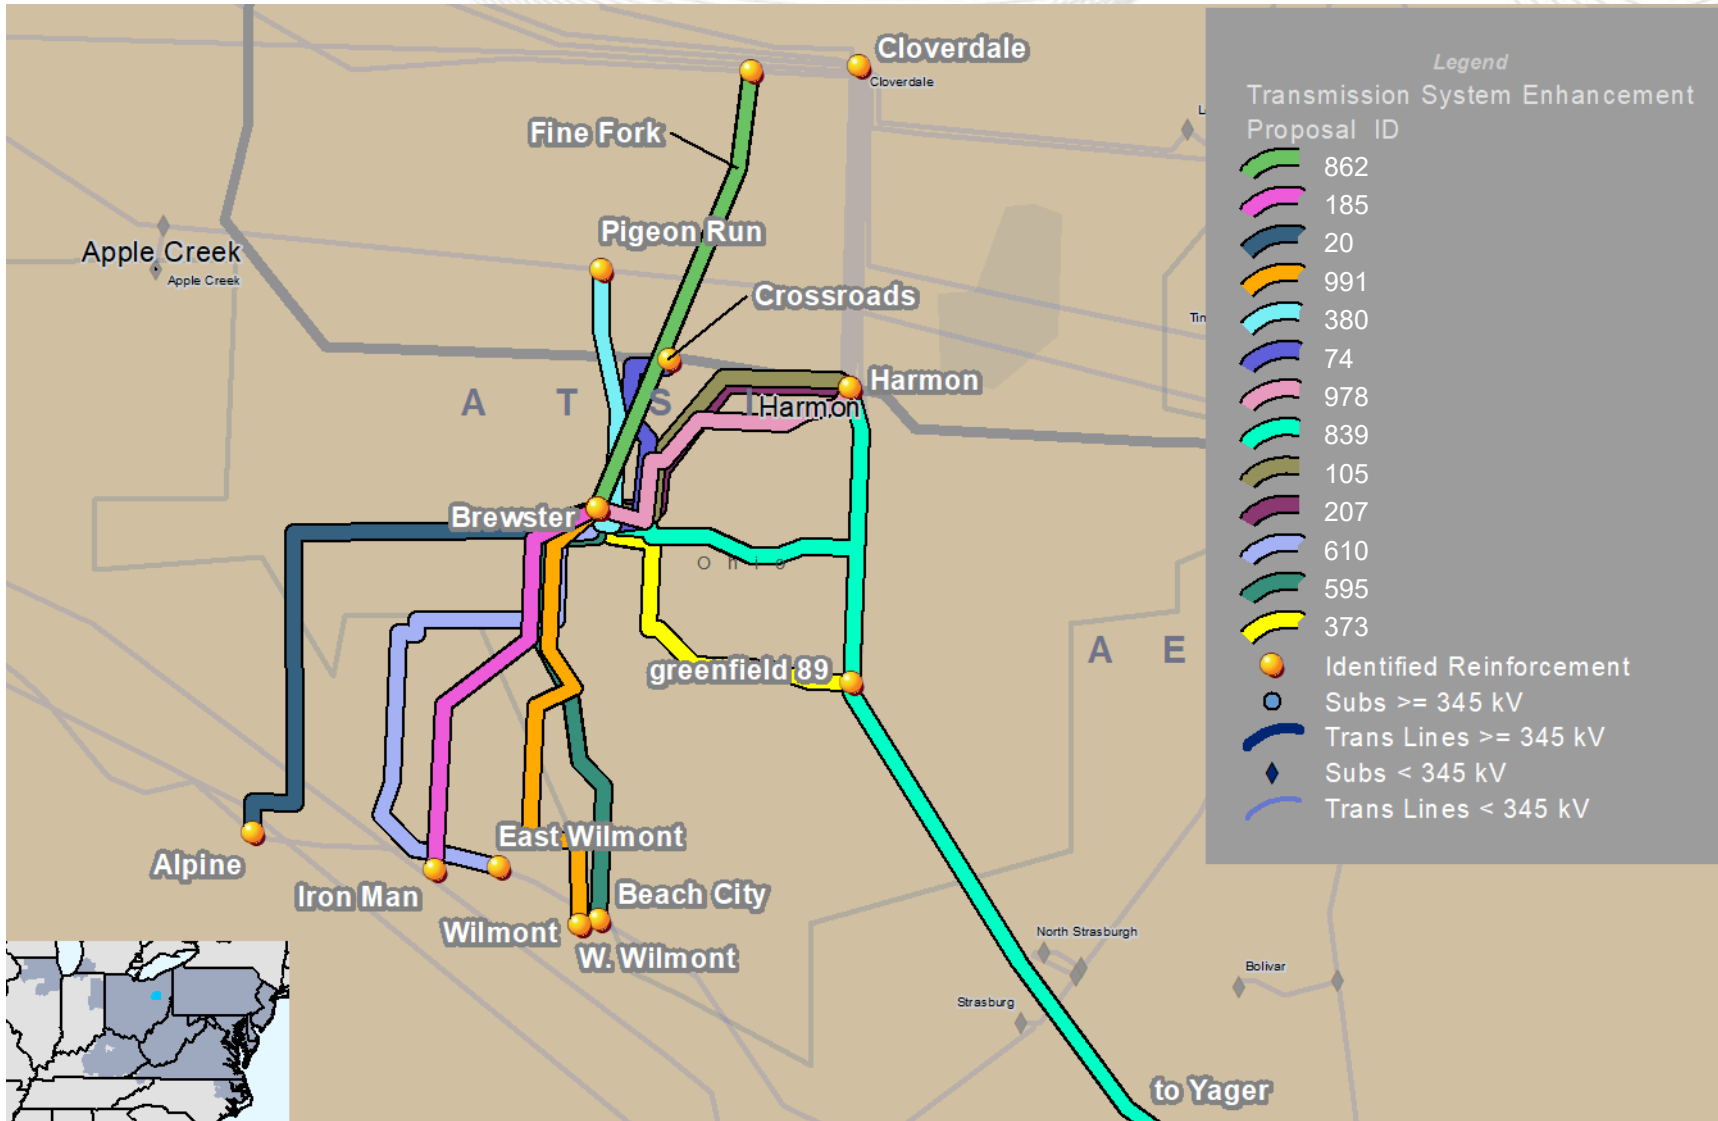 Cloverdale
Cloverdale
Fine Fork
Pigeon Run
Apple Creek
Apple Creek
Crossroads
Harmon
Harmon
A T S I
Brewster
Ohio
greenfield 89
A E
Alpine
Iron Man
East Wilmont
Beach City
Wilmont
W. Wilmont
North Strasburgh
Bolivar
Strasburg
to Yager
L
Tin
Legend
Transmission System Enhancement
Proposal ID
862
185
20
991
380
74
978
839
105
207
610
595
373
Identified Reinforcement
Subs >= 345 kV
Trans Lines >= 345 kV
Subs < 345 kV
Trans Lines < 345 kV